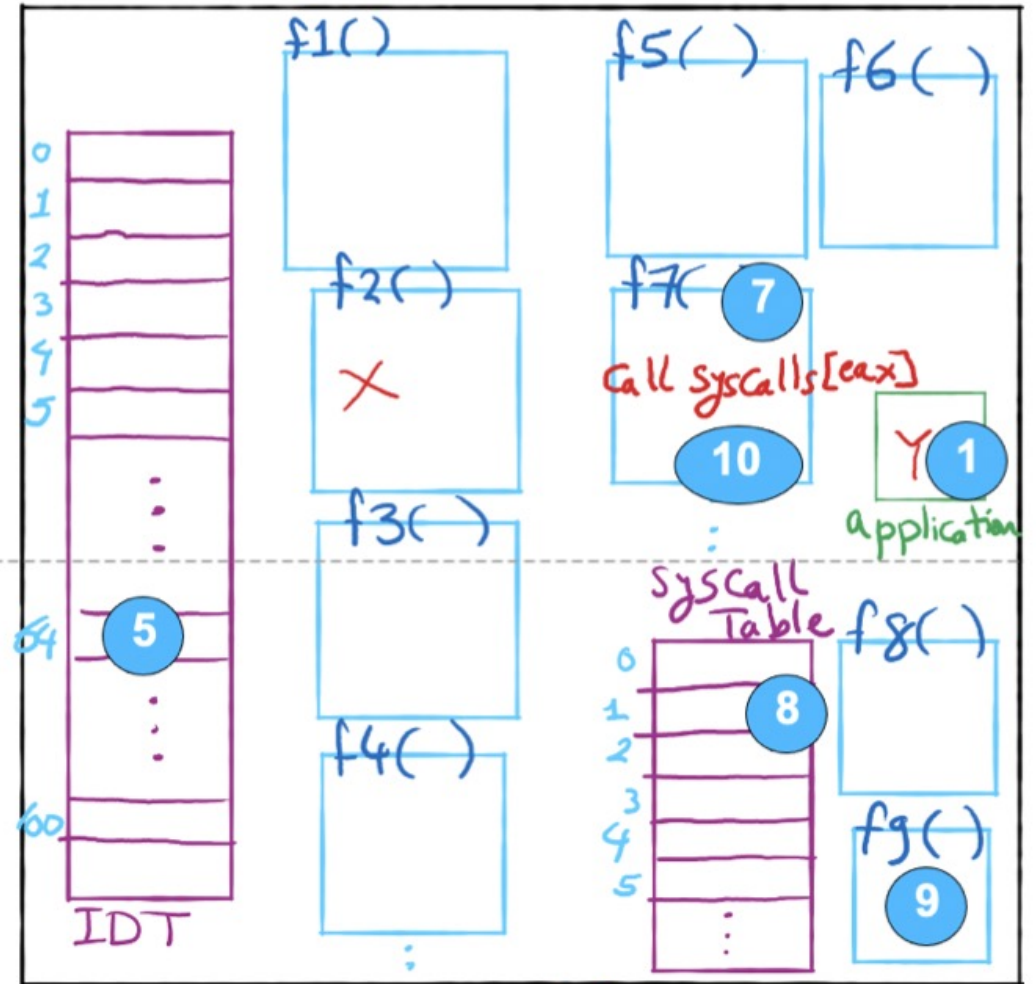 f1()
f5( )
f6( )
0
1
2
3
4
5
f2( )
X
f7(
7
Call Syscalls[eax]
10
Y
1
application
f3( )
64
5
Syscall
Table
f8( )
0
1
8
2
3
4
5
f4( )
60
f9( )
9
IDT